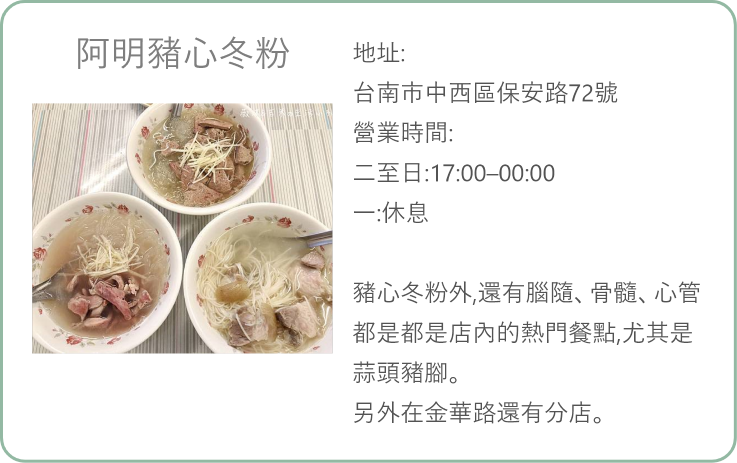 阿明豬心冬粉
地址:
台南市中西區保安路72號
營業時間:
二至日:17:00–00:00
一:休息
豬心冬粉外,還有腦隨、骨髓、心管
都是都是店內的熱門餐點,尤其是
蒜頭豬腳。
另外在金華路還有分店。